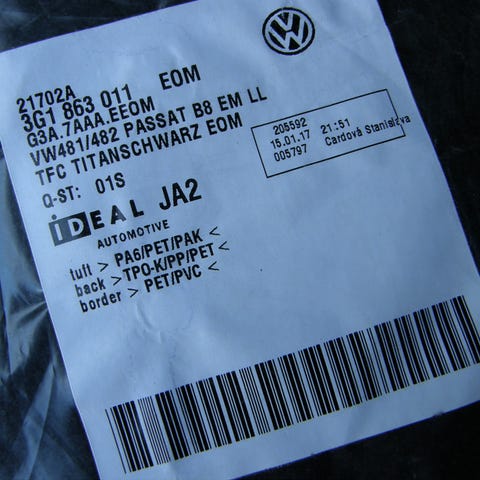 21702A
3G1 863 011 EOM
G3A.7AAA.EEOM
VW481/482 PASSAT B8 EM LL
TFC TITANSCHWARZ EOM
Q-ST: 01S
205592
15.01.17 21:51
005797 Cardová Stanisláva
iDEAL JA2
AUTOMOTIVE
tuft > PA6/PET/PAK <
back > TPO-K/PP/PET <
border > PET/PVC <